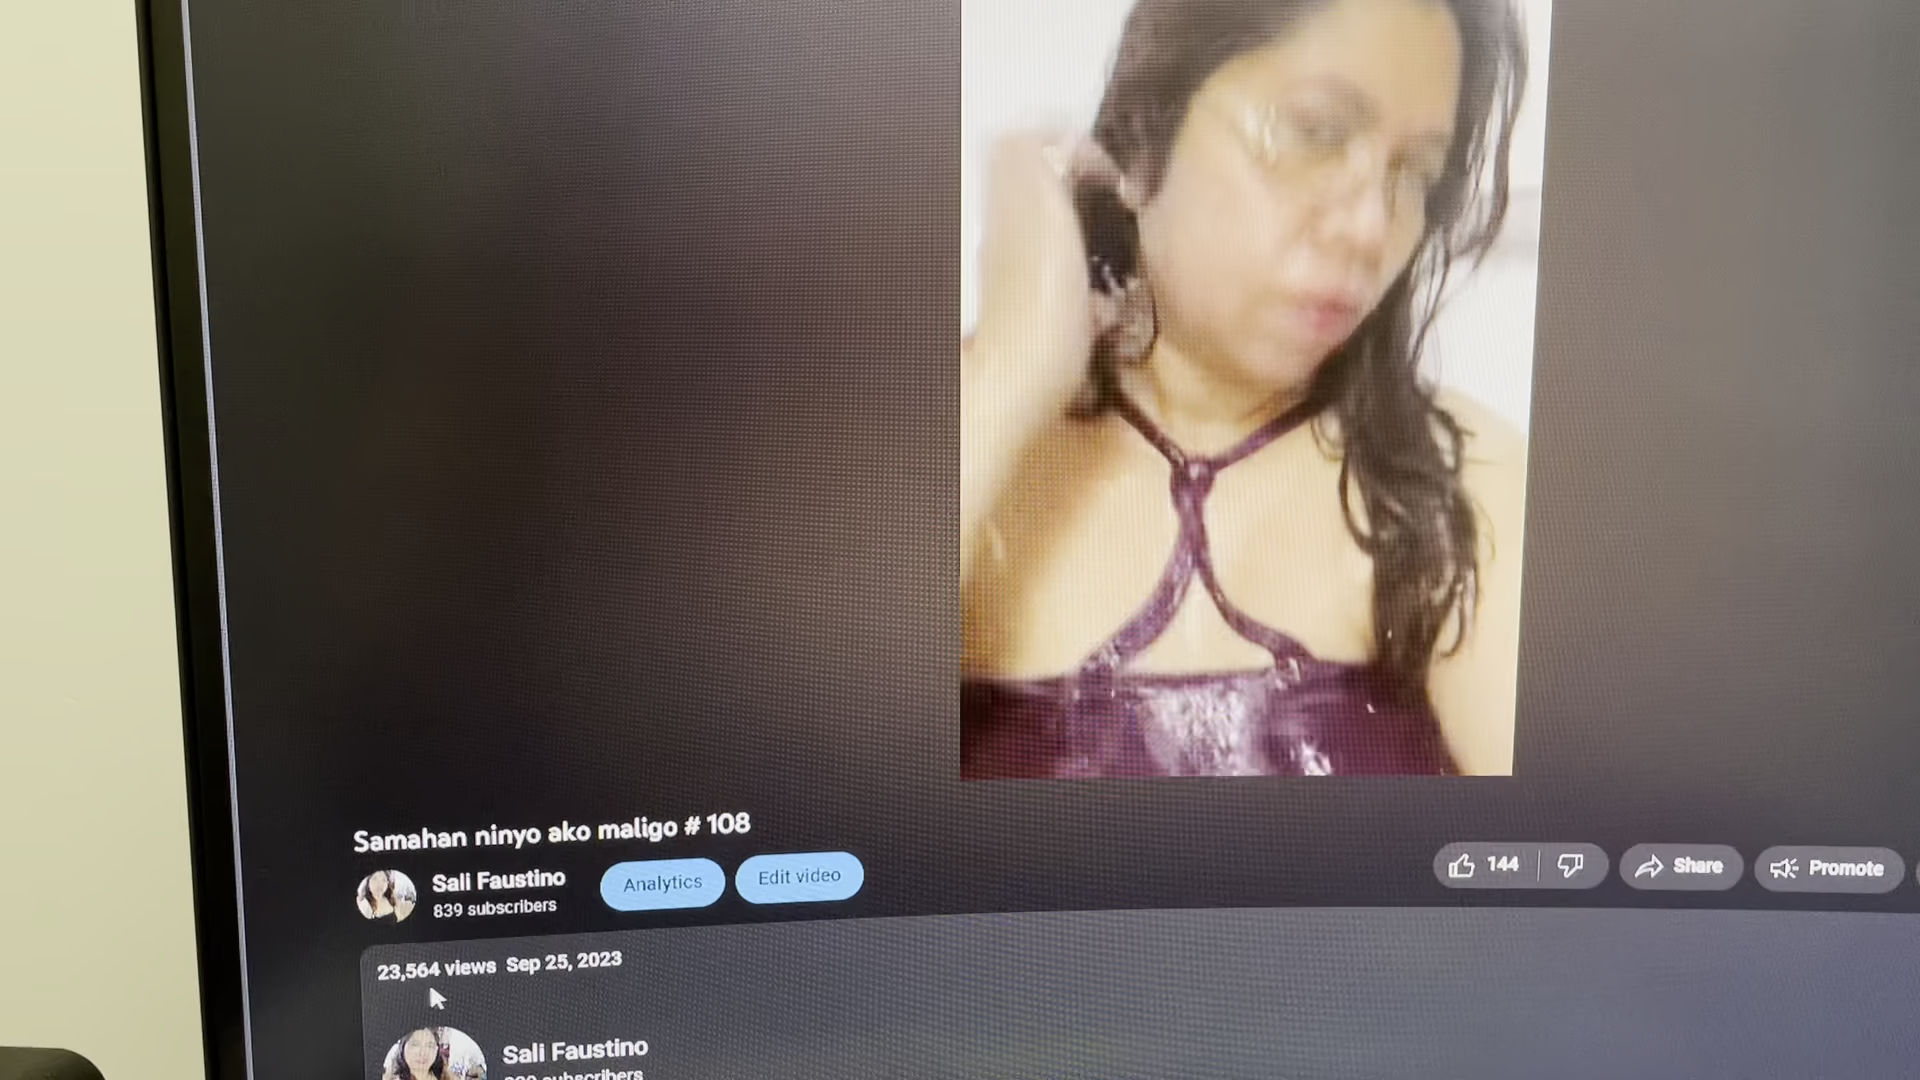 Samahan ninyo ako maligo # 108
Sali Faustino
839 subscribers
Analytics
Edit video
144
Share
Promote
23,564 views Sep 25, 2023
Sali Faustino
subscribers